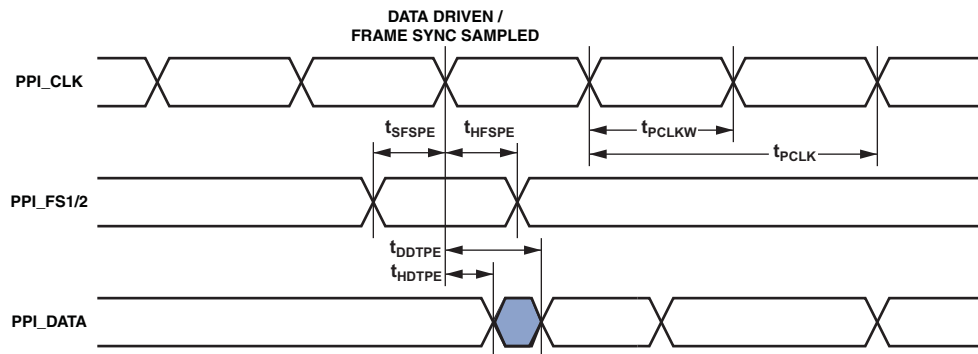 DATA DRIVEN /
FRAME SYNC SAMPLED
PPI_CLK
tSFSPE
tHFSPE
tPCLKW
tPCLK
PPI_FS1/2
tDDTPE
tHDTPE
PPI_DATA